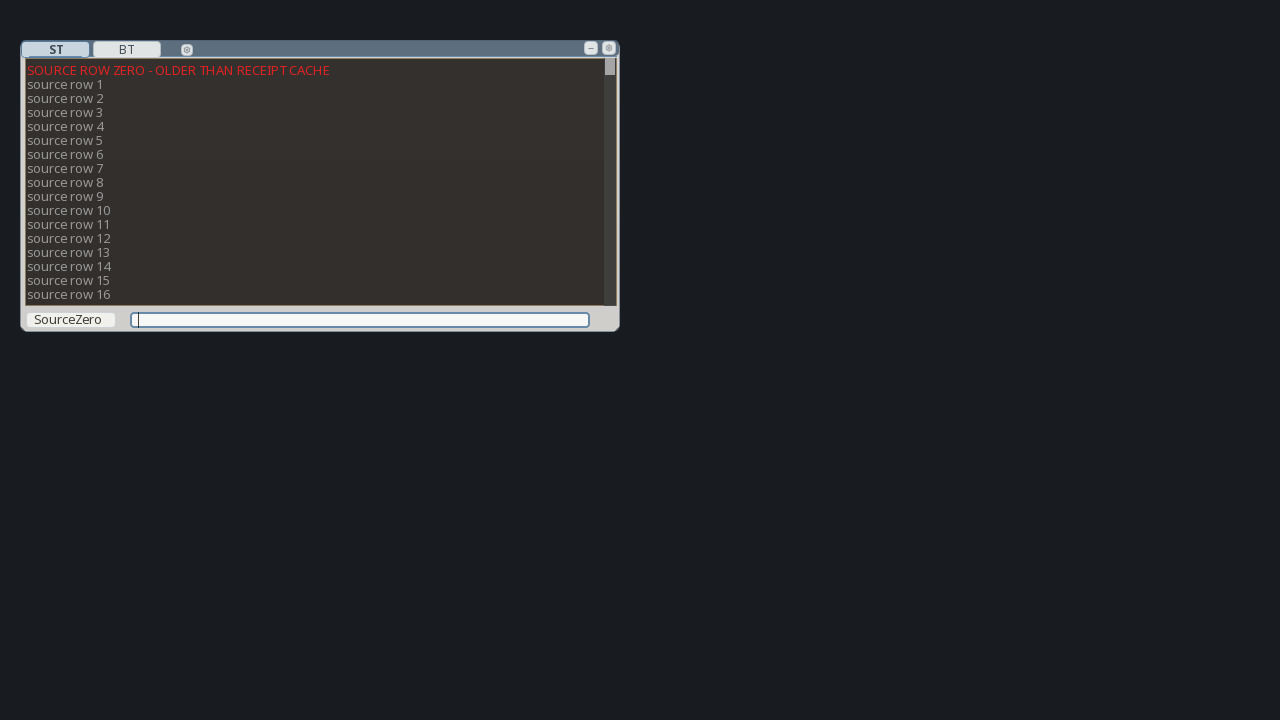 ST BT
SOURCE ROW ZERO - OLDER THAN RECEIPT CACHE
source row 1
source row 2
source row 3
source row 4
source row 5
source row 6
source row 7
source row 8
source row 9
source row 10
source row 11
source row 12
source row 13
source row 14
source row 15
source row 16
SourceZero